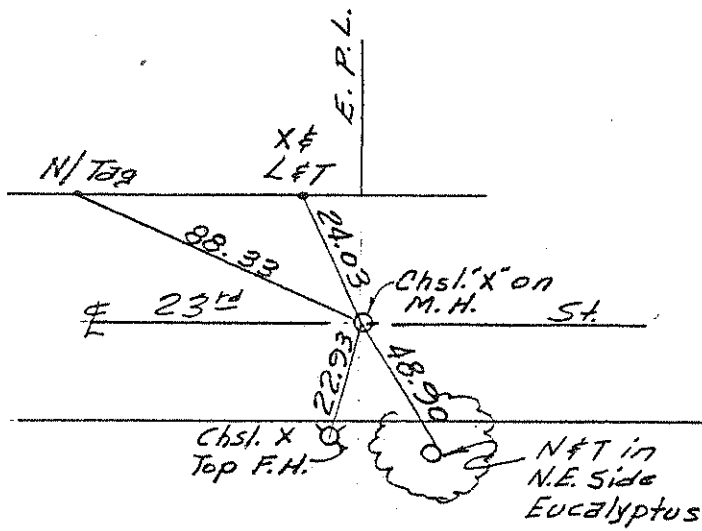 E. P. L.
X &
L & T
N/Tag
88.33
24.03
Chsl. "X" on
M. H.
℄ 23rd St.
22.93
48.90
Chsl. X
Top F.H.
N & T in
N.E. Side
Eucalyptus